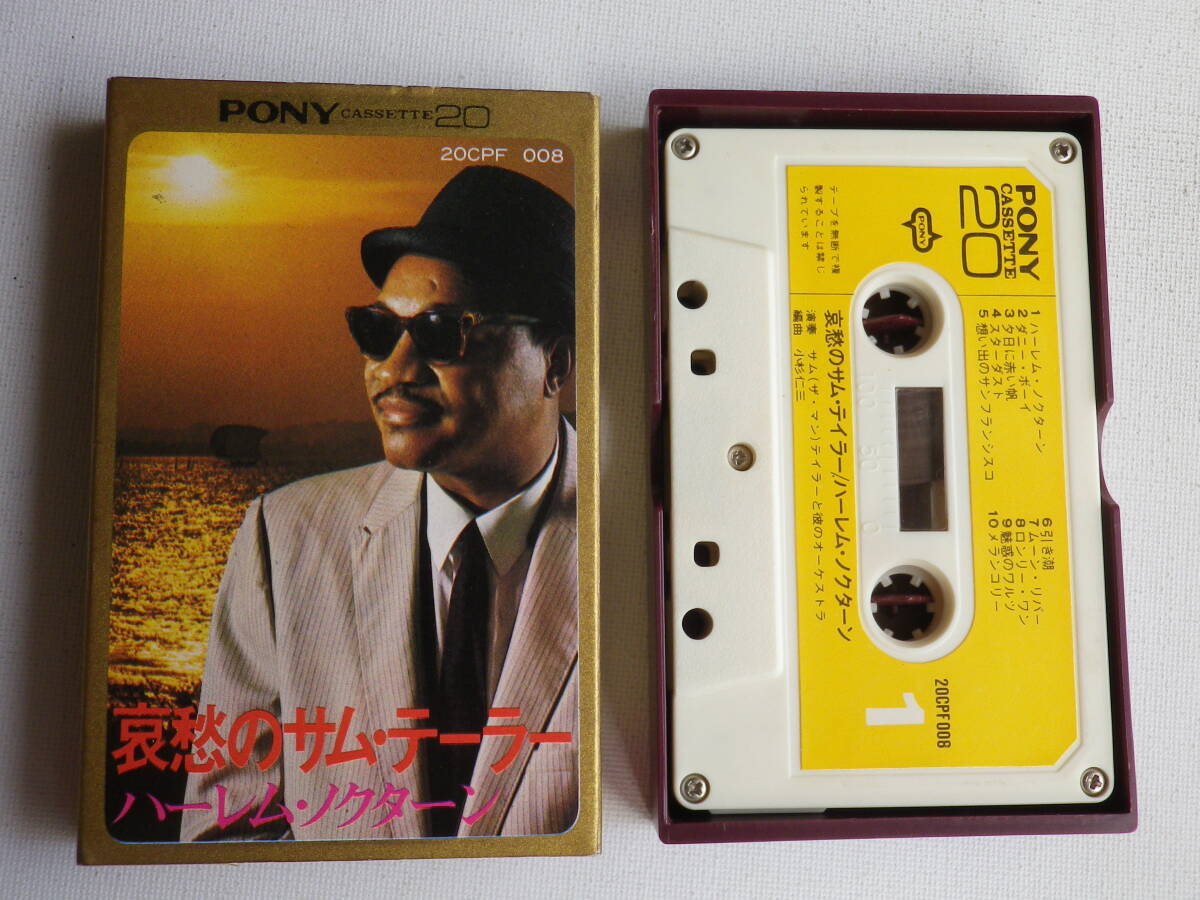 PONY CASSETTE 20
20CPF 008
哀愁のサム・テーラー
ハーレム・ノクターン
PONY
CASSETTE
20
PONY
テープを無断で複
製することは禁じ
られています
1 ハーレム・ノクターン
2 ダニー・ボーイ
3 夕日に赤い帆
4 スターダスト
5 想い出のサンフランシスコ
6 引き潮
7 ムーン・リバー
8 ロンリー・ワン
9 魅惑のワルツ
10 メランコリー
哀愁のサム・テイラー/ハーレム・ノクターン
演奏 サム(ザ・マン)テイラーと彼のオーケストラ
編曲 小杉仁三
100 50 0
20CPF008
1